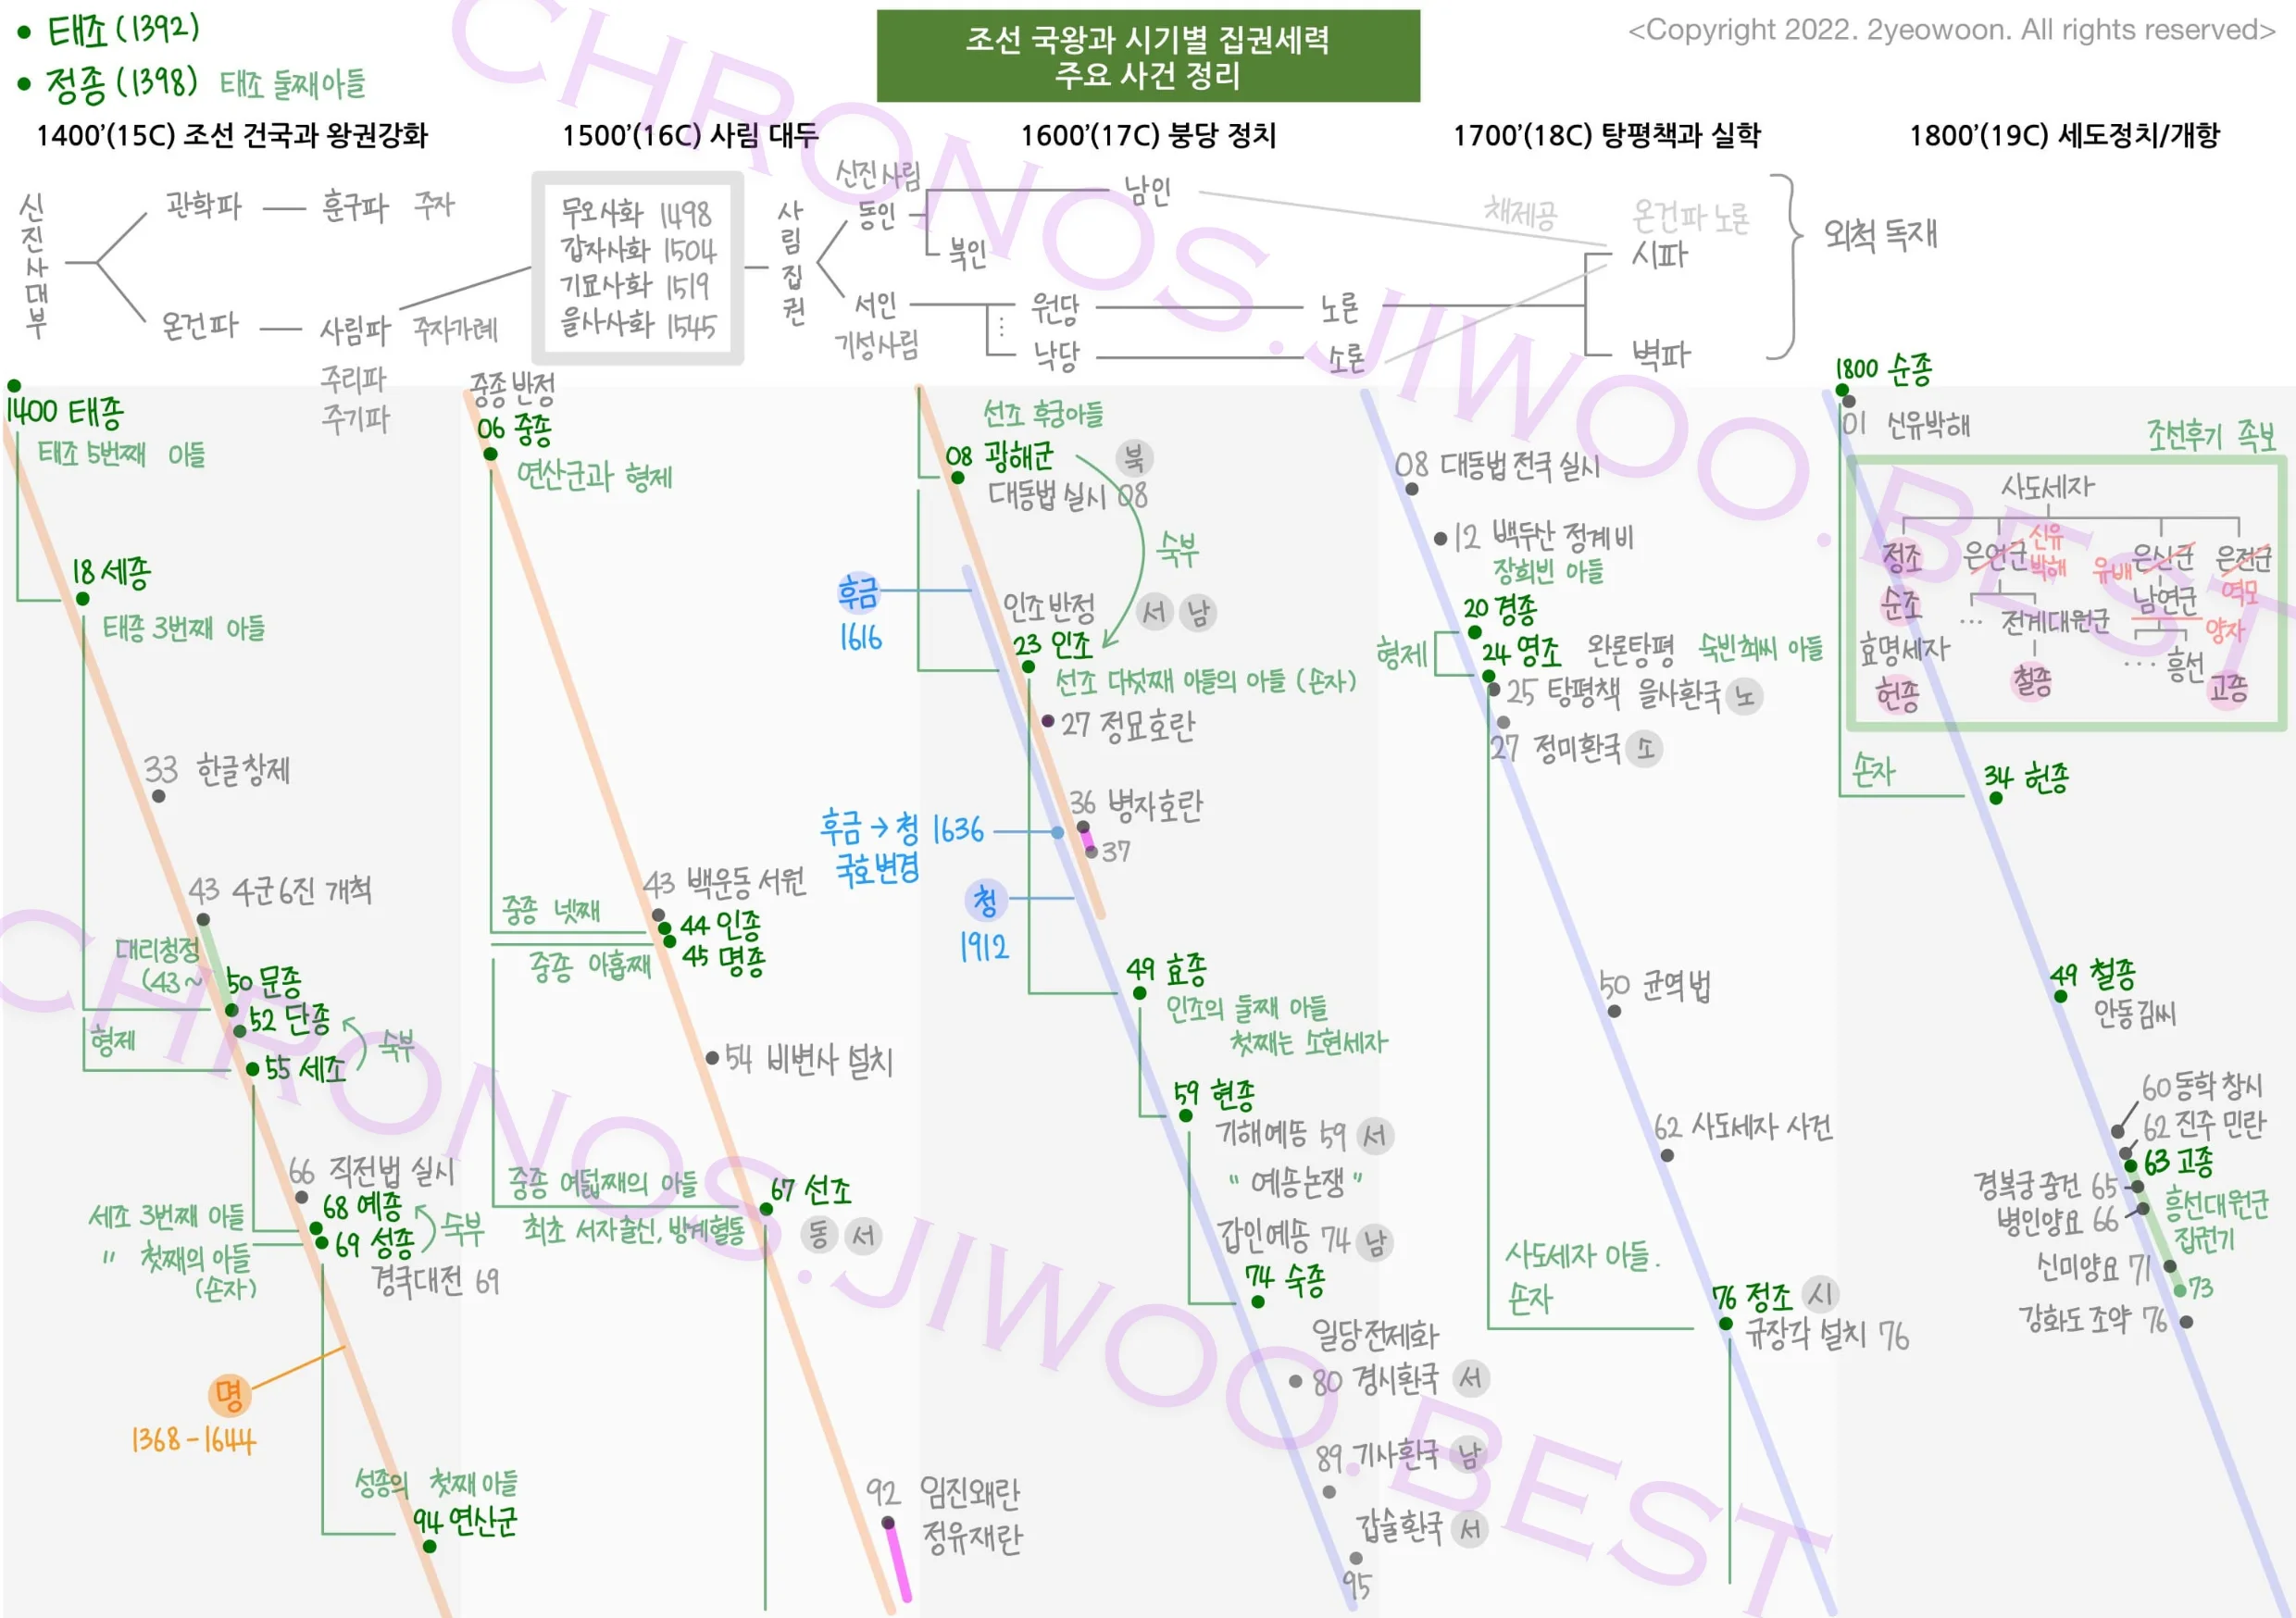 • 태조 (1392)
• 정종 (1398) 태조 둘째 아들
조선 국왕과 시기별 집권세력
주요 사건 정리
<Copyright 2022. 2yeowoon. All rights reserved>
1400’(15C) 조선 건국과 왕권강화
1500’(16C) 사림 대두
1600’(17C) 붕당 정치
1700’(18C) 탕평책과 실학
1800’(19C) 세도정치/개항
신진사대부
관학파
훈구파 주자
온건파
사림파 주자가례
주리파
주기파
무오사화 1498
갑자사화 1504
기묘사화 1519
을사사화 1545
사림 집권
신진사림
동인
남인
북인
서인
기성사림
원당
낙당
노론
소론
채제공
온건파 노론
시파
벽파
외척 독재
1400 태종
태조 5번째 아들
18 세종
태종 3번째 아들
33 한글창제
43 4군6진 개척
대리청정
(43~
50 문종
52 단종
형제
숙부
55 세조
66 직전법 실시
세조 3번째 아들
68 예종
숙부
69 성종
" 첫째의 아들
(손자)
경국대전 69
명
1368-1644
성종의 첫째 아들
94 연산군
중종반정
06 중종
연산군과 형제
43 백운동 서원
중종 넷째
44 인종
45 명종
중종 아홉째
54 비변사 설치
중종 여덟째의 아들
67 선조
최초 서자출신, 방계혈통
동 서
92 임진왜란
정유재란
선조 후궁아들
08 광해군 북
대동법 실시 08
숙부
후금
1616
인조반정 서 남
23 인조
선조 다섯째 아들의 아들 (손자)
27 정묘호란
36 병자호란
37
후금 → 청 1636
국호변경
청
1912
49 효종
인조의 둘째 아들
첫째는 소현세자
59 현종
기해예똥 59 서
“ 예송논쟁 ”
갑인예송 74 남
74 숙종
일당전제화
80 경시환국 서
89 기사환국 남
갑술환국 서
95
08 대동법 전국 실시
12 백두산 정계비
장희빈 아들
20 경종
형제
24 영조 완론탕평 숙빈최씨 아들
25 탕평책 을사환국 노
27 정미환국 소
50 균역법
62 사도세자 사건
사도세자 아들.
손자
76 정조 시
규장각 설치 76
1800 순종
01 신유박해
조선후기 족보
사도세자
정조
은언군
신유
박해
유배
은신군
은전군
역모
순조
...
전계대원군
남연군
양자
효명세자
...
흥선
헌종
철종
고종
손자
34 헌종
49 철종
안동김씨
60 동학 창시
62 진주 민란
63 고종
경복궁 중건 65
병인양요 66
흥선대원군
집권기
신미양요 71
73
강화도 조약 76
CHRONOS.JIWOO.BEST
CHRONOS.JIWOO.BEST